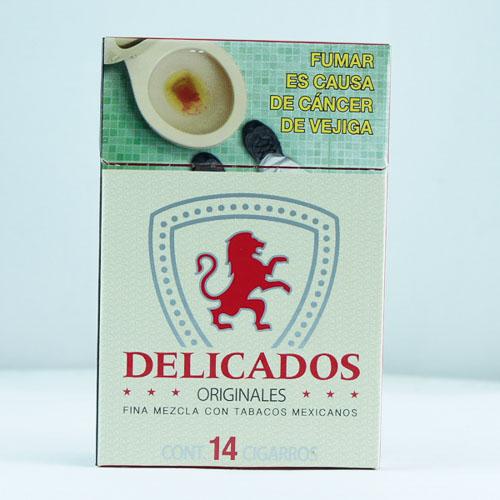 FUMAR
ES CAUSA
DE CÁNCER
DE VEJIGA
DELICADOS
ORIGINALES
FINA MEZCLA CON TABACOS MEXICANOS
CONT. 14 CIGARROS